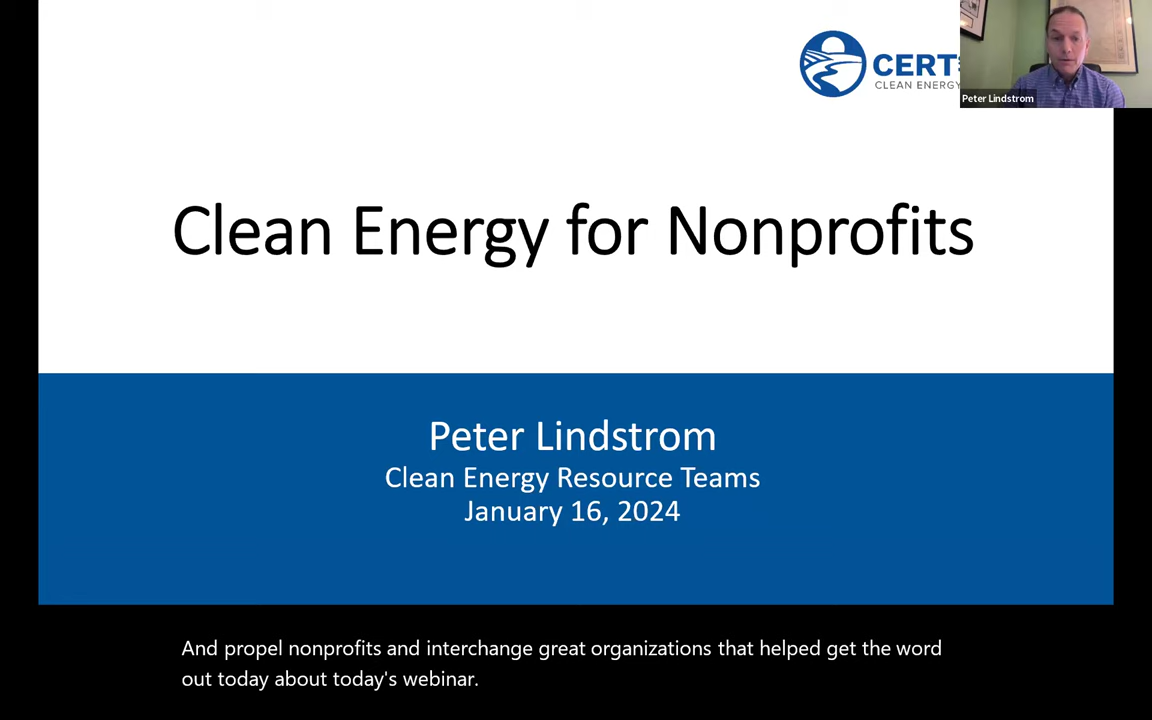 CERT
CLEAN ENERGY
Peter Lindstrom
Clean Energy for Nonprofits
Peter Lindstrom
Clean Energy Resource Teams
January 16, 2024
And propel nonprofits and interchange great organizations that helped get the word
out today about today's webinar.